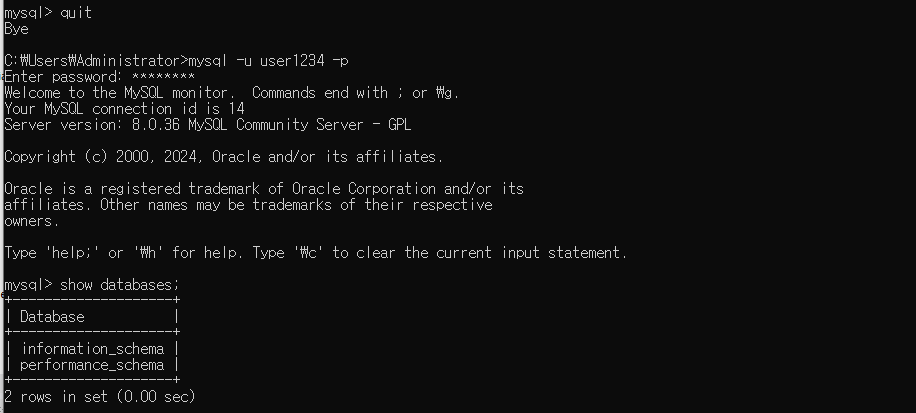 mysql> quit
Bye
C:₩Users₩Administrator>mysql -u user1234 -p
Enter password: ********
Welcome to the MySQL monitor.  Commands end with ; or ₩g.
Your MySQL connection id is 14
Server version: 8.0.36 MySQL Community Server - GPL
Copyright (c) 2000, 2024, Oracle and/or its affiliates.
Oracle is a registered trademark of Oracle Corporation and/or its
affiliates. Other names may be trademarks of their respective
owners.
Type 'help;' or '₩h' for help. Type '₩c' to clear the current input statement.
mysql> show databases;
+--------------------+
| Database           |
+--------------------+
| information_schema |
| performance_schema |
+--------------------+
2 rows in set (0.00 sec)